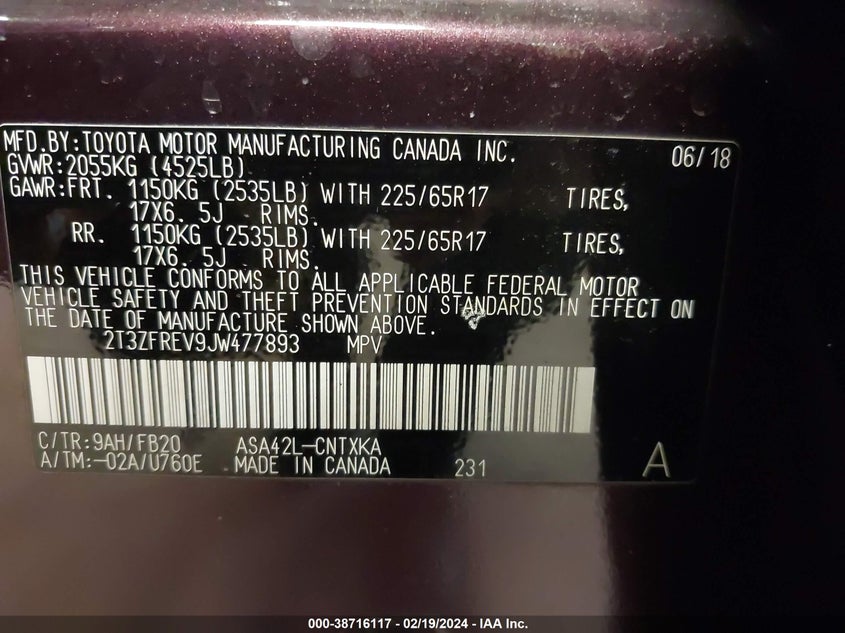 MFD.BY:TOYOTA MOTOR MANUFACTURING CANADA INC. 06/18
GVWR:2055KG (4525LB)
GAWR:FRT. 1150KG (2535LB) WITH 225/65R17 TIRES,
17X6. 5J RIMS.
RR. 1150KG (2535LB) WITH 225/65R17 TIRES,
17X6. 5J RIMS.
THIS VEHICLE CONFORMS TO ALL APPLICABLE FEDERAL MOTOR
VEHICLE SAFETY AND THEFT PREVENTION STANDARDS IN EFFECT ON
THE DATE OF MANUFACTURE SHOWN ABOVE.
2T3ZFREV9JW477893 MPV
C/TR:9AH/FB20 ASA42L-CNTXKA
A/TM:-02A/U760E MADE IN CANADA 231 A
000-38716117 - 02/19/2024 - IAA Inc.